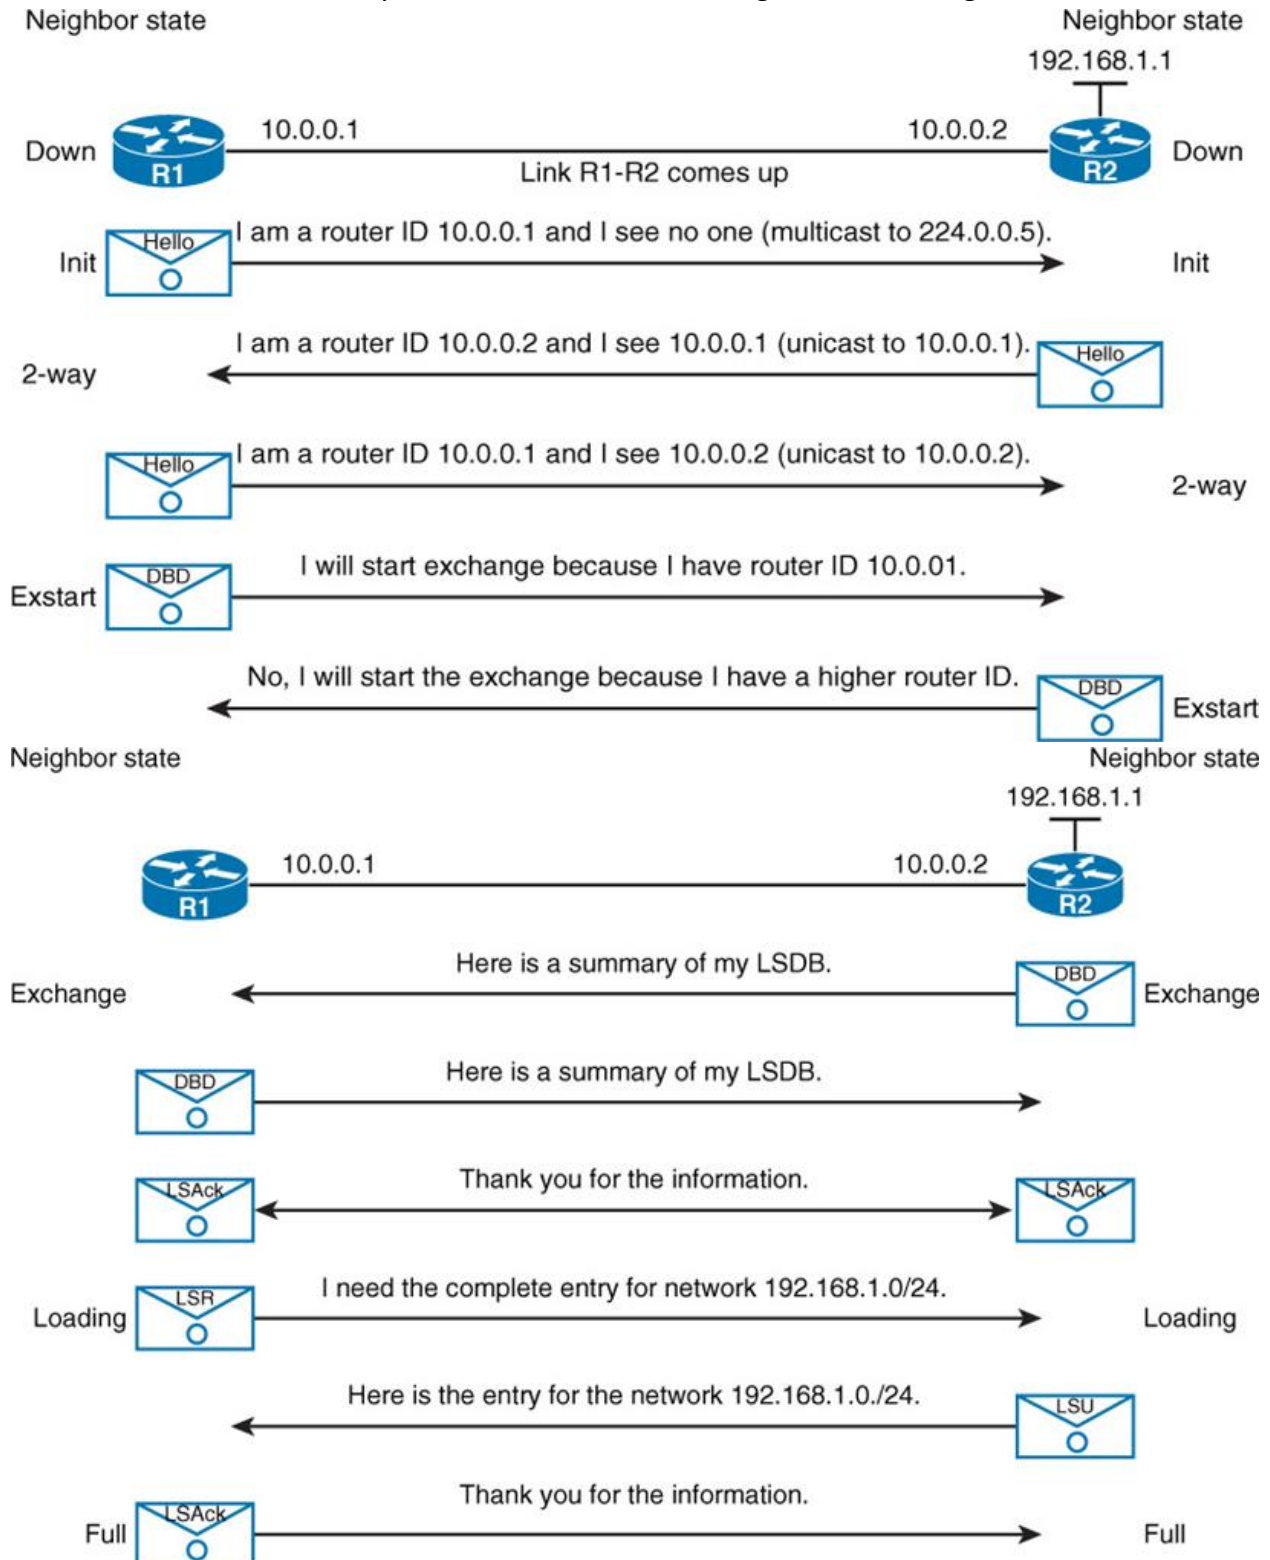 Neighbor state Neighbor state
192.168.1.1
10.0.0.1 10.0.0.2
Down R1 R2 Down
Link R1-R2 comes up
Hello I am a router ID 10.0.0.1 and I see no one (multicast to 224.0.0.5).
Init Init
I am a router ID 10.0.0.2 and I see 10.0.0.1 (unicast to 10.0.0.1). Hello
2-way
Hello I am a router ID 10.0.0.1 and I see 10.0.0.2 (unicast to 10.0.0.2).
2-way
DBD I will start exchange because I have router ID 10.0.01.
Exstart
No, I will start the exchange because I have a higher router ID. DBD
Exstart
Neighbor state Neighbor state
192.168.1.1
10.0.0.1 10.0.0.2
R1 R2
Here is a summary of my LSDB. DBD
Exchange Exchange
DBD Here is a summary of my LSDB.
LSAck Thank you for the information. LSAck
LSR I need the complete entry for network 192.168.1.0/24.
Loading Loading
Here is the entry for the network 192.168.1.0./24. LSU
LSAck Thank you for the information.
Full Full